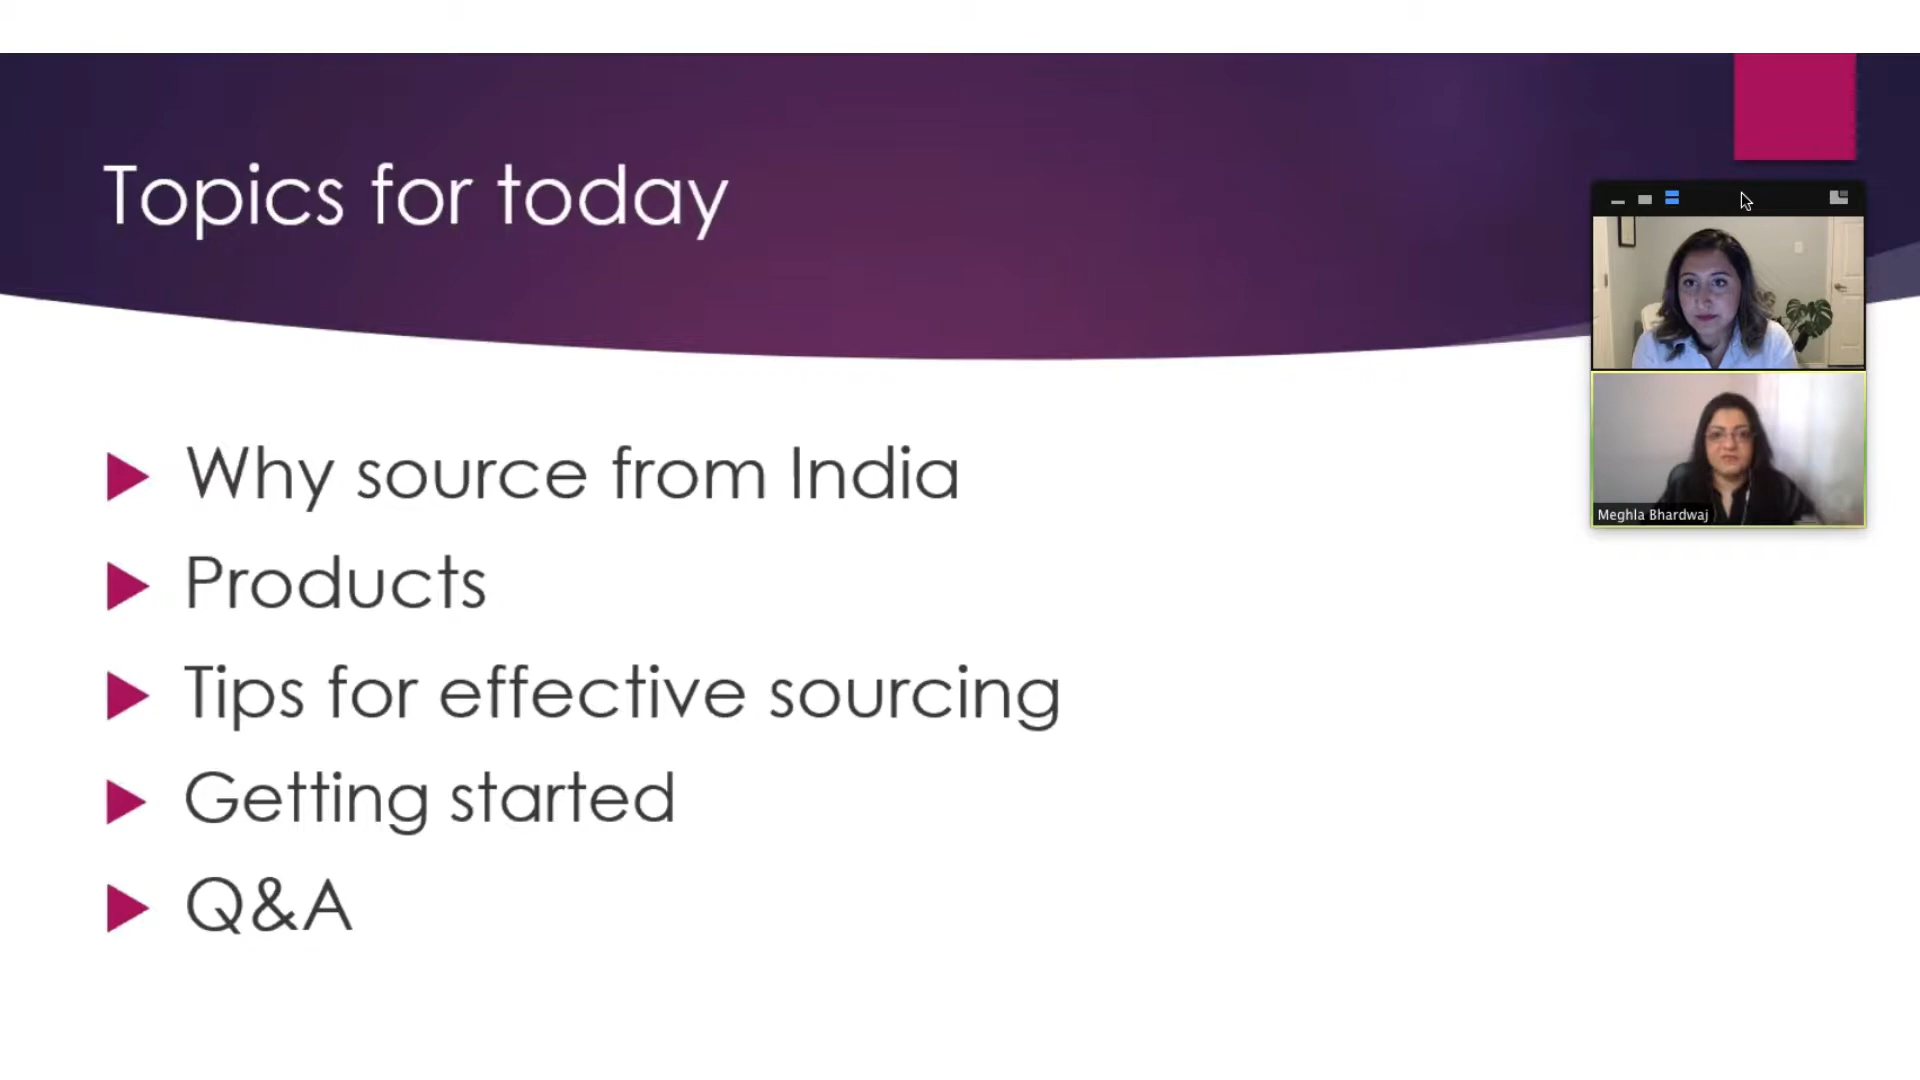 Topics for today
Why source from India
Products
Tips for effective sourcing
Getting started
Q&A
Meghla Bhardwaj